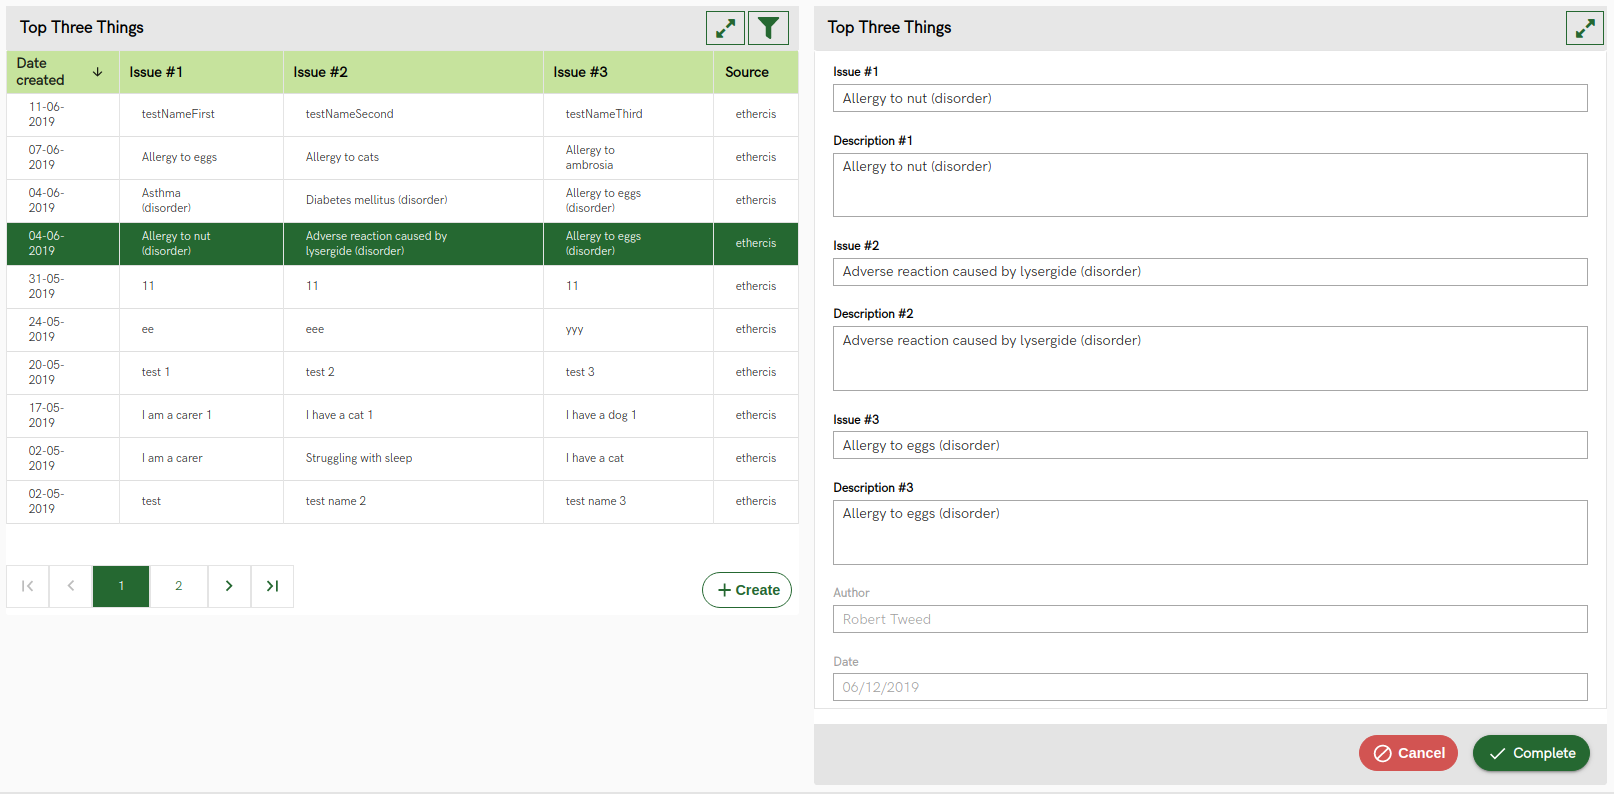 Top Three Things
Date created Issue #1 Issue #2 Issue #3 Source
11-06-2019 testNameFirst testNameSecond testNameThird ethercis
07-06-2019 Allergy to eggs Allergy to cats Allergy to ambrosia ethercis
04-06-2019 Asthma (disorder) Diabetes mellitus (disorder) Allergy to eggs (disorder) ethercis
04-06-2019 Allergy to nut (disorder) Adverse reaction caused by lysergide (disorder) Allergy to eggs (disorder) ethercis
31-05-2019 11 11 11 ethercis
24-05-2019 ee eee yyy ethercis
20-05-2019 test 1 test 2 test 3 ethercis
17-05-2019 I am a carer 1 I have a cat 1 I have a dog 1 ethercis
02-05-2019 I am a carer Struggling with sleep I have a cat ethercis
02-05-2019 test test name 2 test name 3 ethercis
1 2
Create
Top Three Things
Issue #1
Allergy to nut (disorder)
Description #1
Allergy to nut (disorder)
Issue #2
Adverse reaction caused by lysergide (disorder)
Description #2
Adverse reaction caused by lysergide (disorder)
Issue #3
Allergy to eggs (disorder)
Description #3
Allergy to eggs (disorder)
Author
Robert Tweed
Date
06/12/2019
Cancel Complete